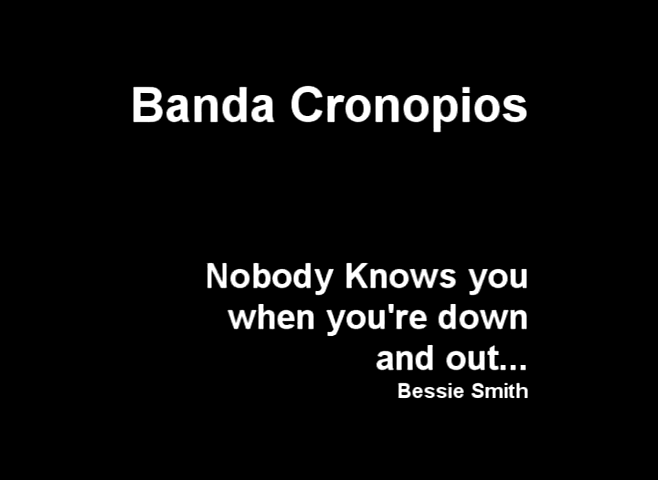 Banda Cronopios
Nobody Knows you
when you're down
and out...
Bessie Smith